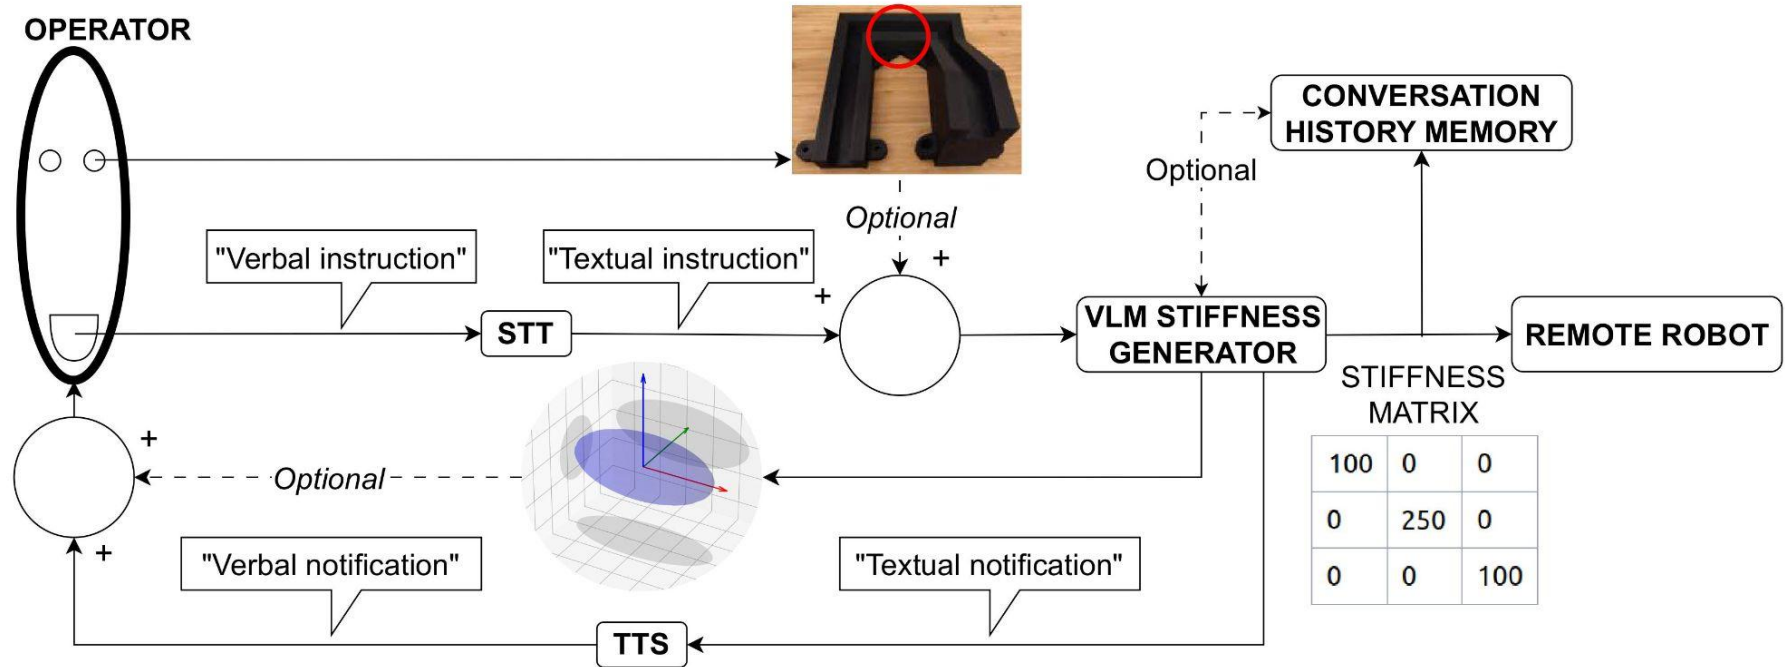 OPERATOR
CONVERSATION
HISTORY MEMORY
Optional
Optional
"Verbal instruction"
"Textual instruction"
+
+
STT
VLM STIFFNESS
GENERATOR
REMOTE ROBOT
STIFFNESS
MATRIX
100 0 0
0 250 0
0 0 100
+
Optional
+
"Verbal notification"
"Textual notification"
TTS